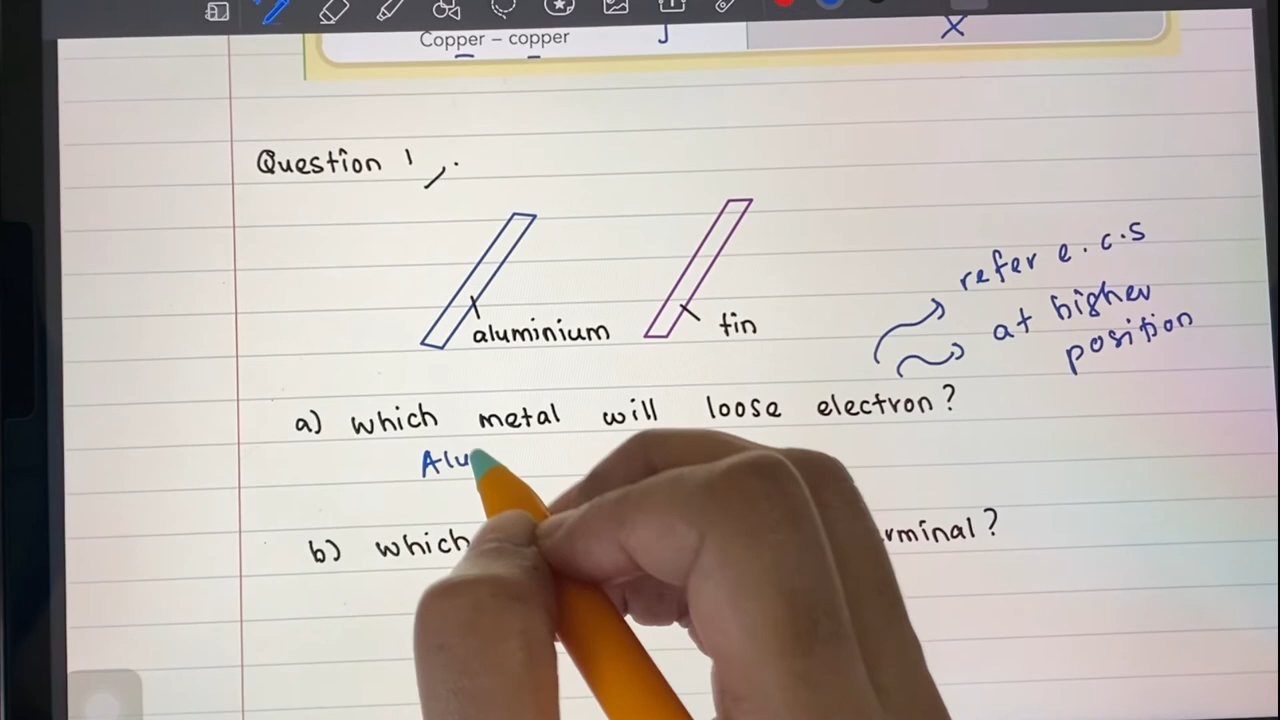 Copper – copper
J
X
Question 1
refer e.c.s
at higher
position
aluminium
tin
a) which metal will loose electron?
Alu
b) which rminal?